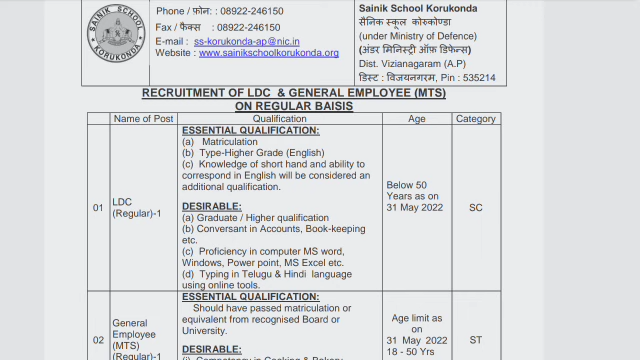 SAINIK SCHOOL
KORUKONDA
Phone / फ़ोन: : 08922-246150
Fax / फैक्स : 08922-246150
E-mail : ss-korukonda-ap@nic.in
Website : www.sainikschoolkorukonda.org
Sainik School Korukonda
सैनिक स्कूल कोरुकोण्डा
(under Ministry of Defence)
(अंडर मिनिस्ट्री ऑफ़ डिफेन्स)
Dist. Vizianagaram (A.P)
डिस्ट : विजयनगरम, Pin : 535214
RECRUITMENT OF LDC & GENERAL EMPLOYEE (MTS)
ON REGULAR BAISIS
Name of Post Qualification Age Category
01
LDC
(Regular)-1
ESSENTIAL QUALIFICATION:
(a) Matriculation
(b) Type-Higher Grade (English)
(c) Knowledge of short hand and ability to
correspond in English will be considered an
additional qualification.
DESIRABLE:
(a) Graduate / Higher qualification
(b) Conversant in Accounts, Book-keeping
etc.
(c) Proficiency in computer MS word,
Windows, Power point, MS Excel etc.
(d) Typing in Telugu & Hindi language
using online tools.
Below 50
Years as on
31 May 2022
SC
02
General
Employee
(MTS)
(Regular)-1
ESSENTIAL QUALIFICATION:
Should have passed matriculation or
equivalent from recognised Board or
University.
DESIRABLE:
(i) Competency in Cooking & Bakery
Age limit as
on
31 May 2022
18 - 50 Yrs
ST